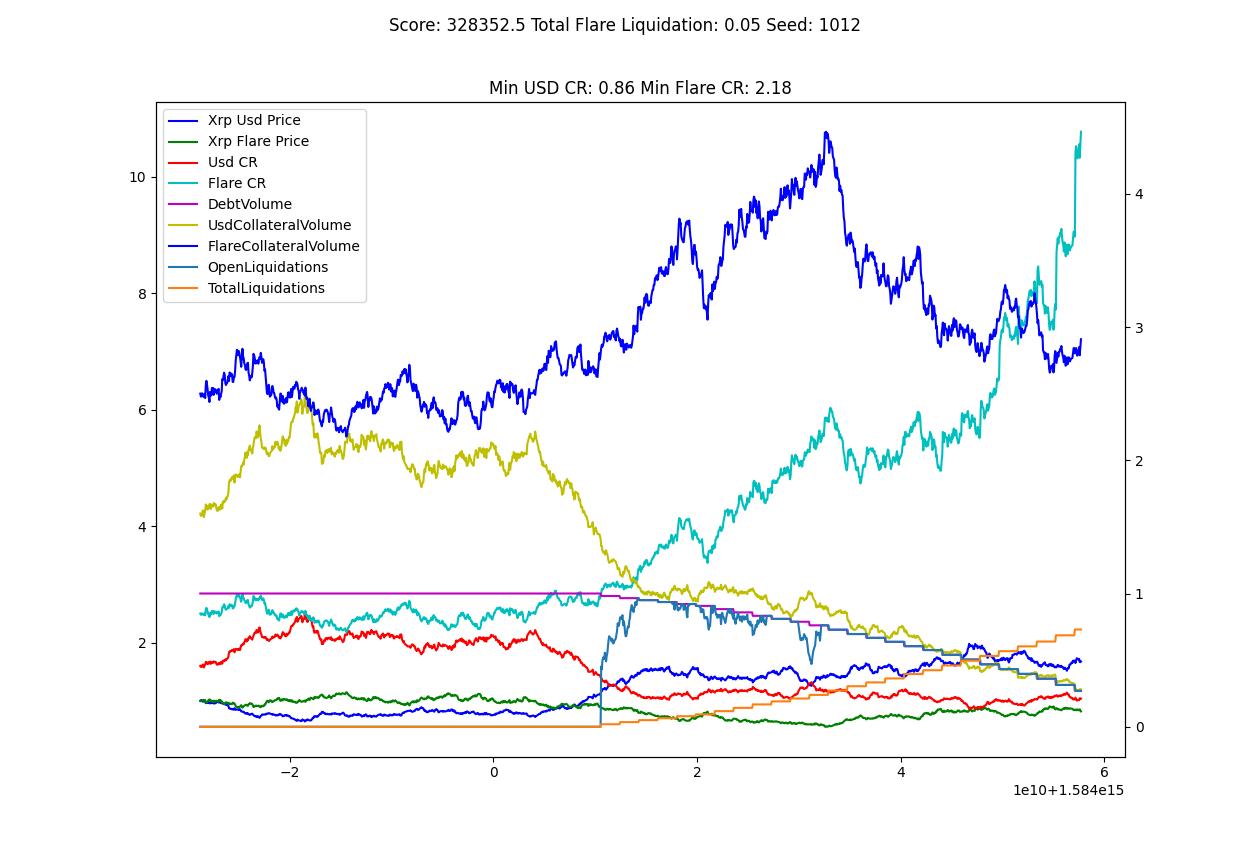 Score: 328352.5 Total Flare Liquidation: 0.05 Seed: 1012
Min USD CR: 0.86 Min Flare CR: 2.18
Xrp Usd Price
Xrp Flare Price
Usd CR
Flare CR
DebtVolume
UsdCollateralVolume
FlareCollateralVolume
OpenLiquidations
TotalLiquidations
10
8
6
4
2
4
3
2
1
0
−2
0
2
4
6
1e10+1.584e15